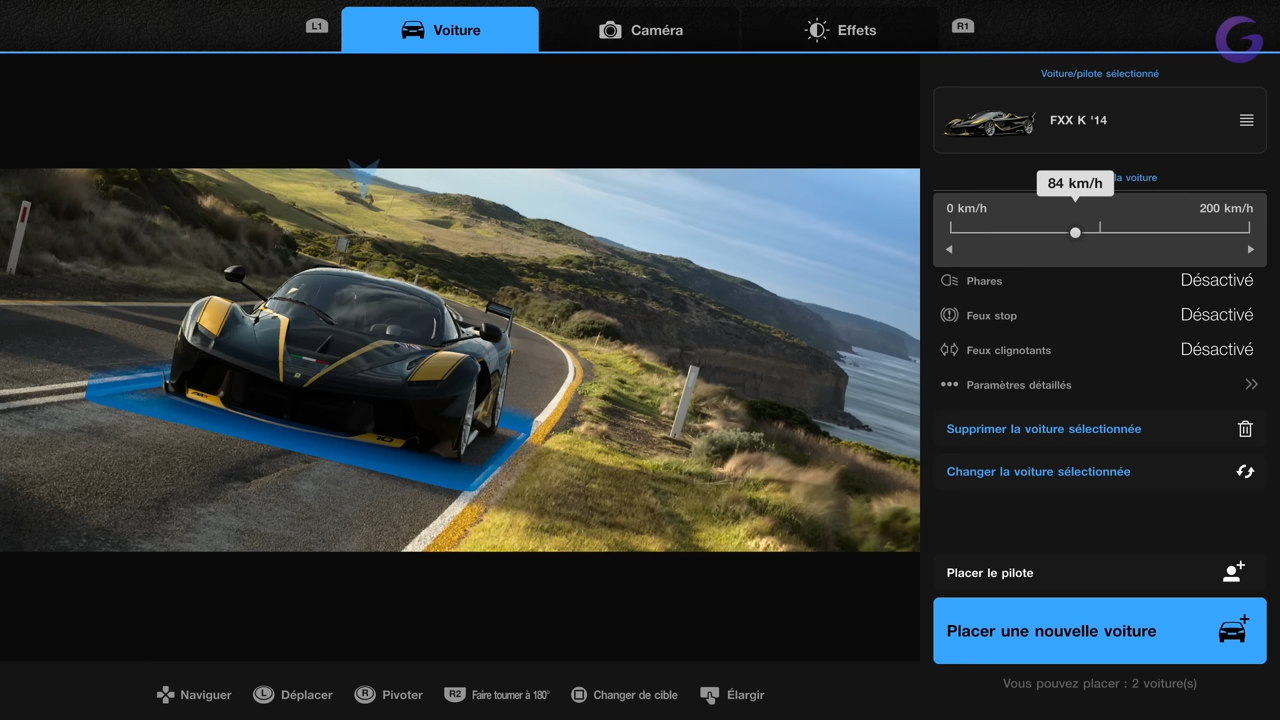 L1
Voiture
Caméra
Effets
R1
Voiture/pilote sélectionné
FXX K '14
la voiture
84 km/h
0 km/h
200 km/h
Phares
Désactivé
Feux stop
Désactivé
Feux clignotants
Désactivé
Paramètres détaillés
Supprimer la voiture sélectionnée
Changer la voiture sélectionnée
Placer le pilote
Placer une nouvelle voiture
Vous pouvez placer : 2 voiture(s)
L
R
R2
Naviguer
Déplacer
Pivoter
Faire tourner à 180°
Changer de cible
Élargir
10